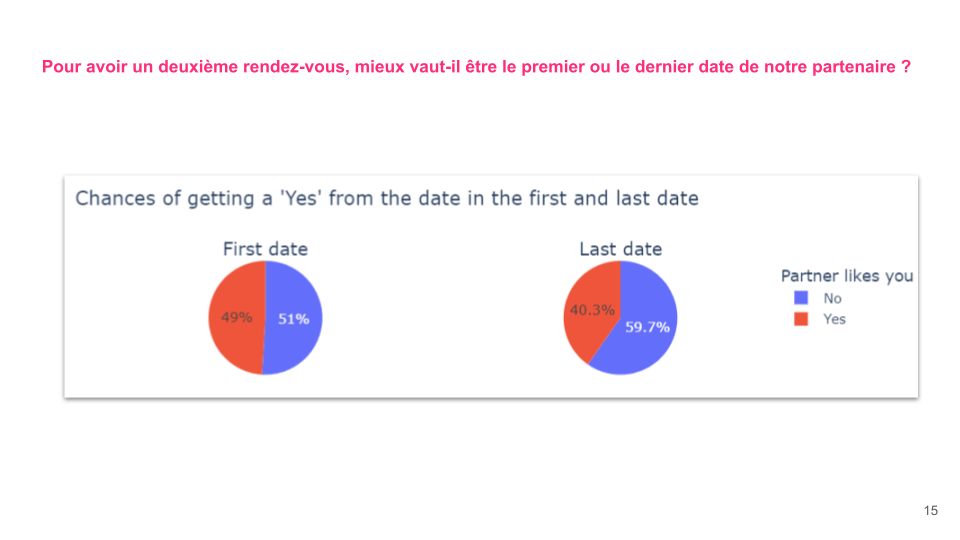 Pour avoir un deuxième rendez-vous, mieux vaut-il être le premier ou le dernier date de notre partenaire ?
Chances of getting a 'Yes' from the date in the first and last date
First date
49%
51%
Last date
40.3%
59.7%
Partner likes you
No
Yes
15